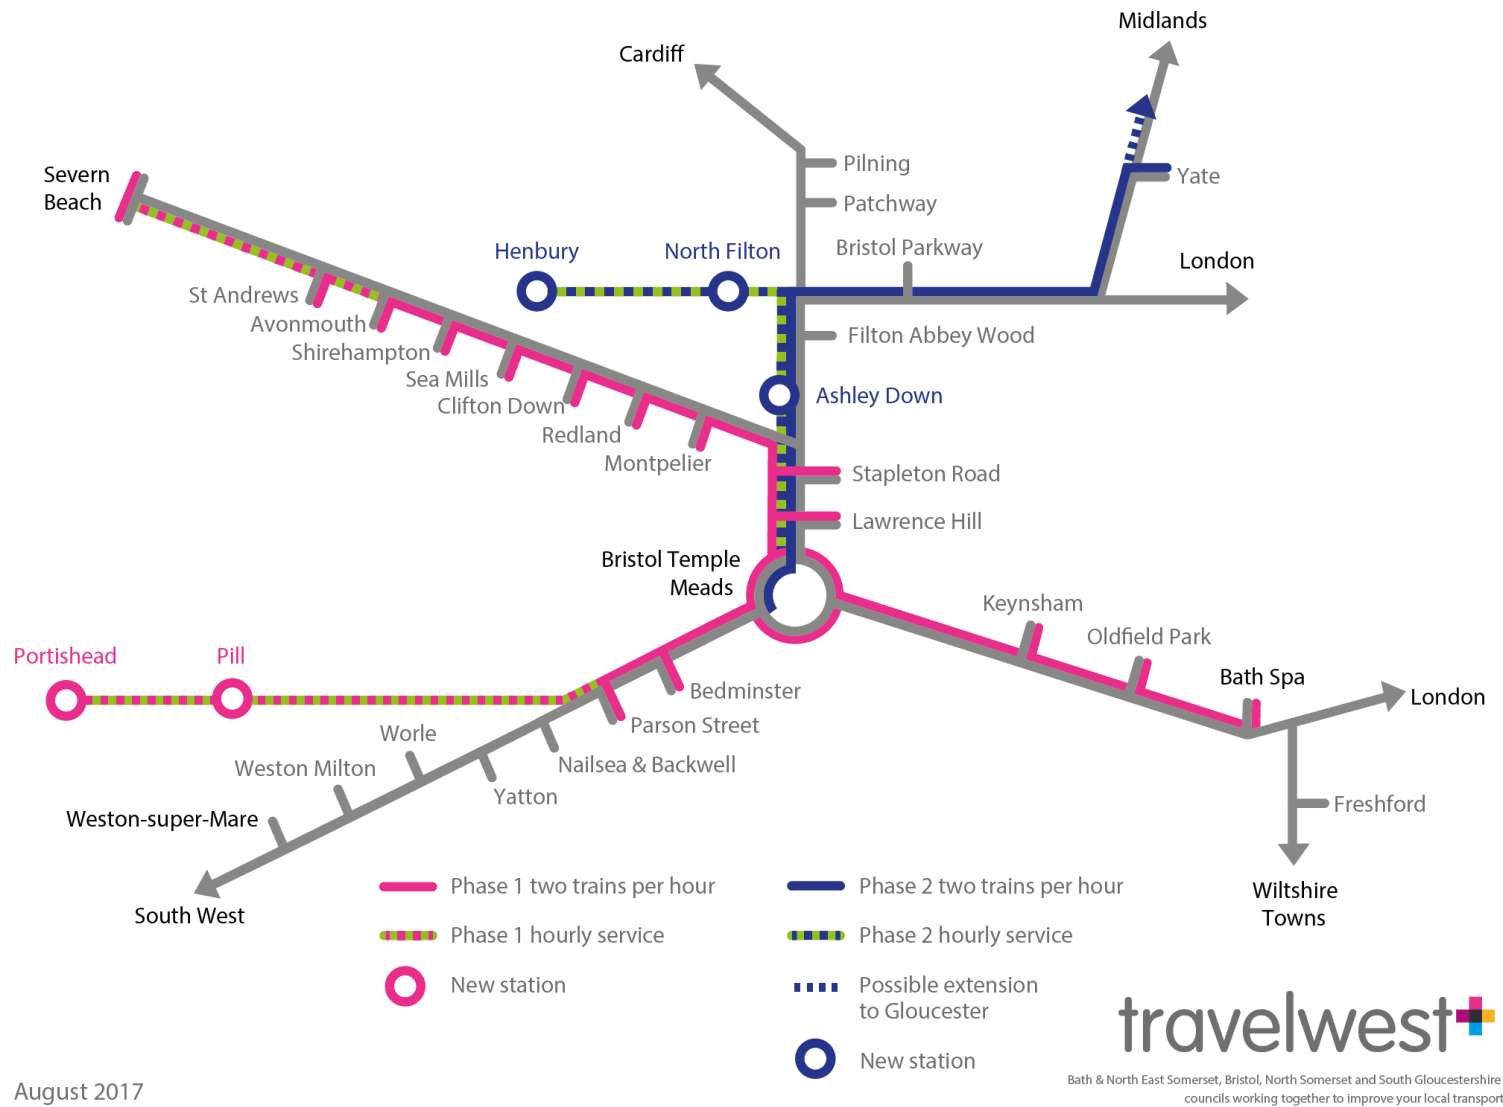 Midlands
Cardiff
Pilning
Severn
Beach
Yate
Patchway
Henbury
North Filton
Bristol Parkway
London
St Andrews
Avonmouth
Shirehampton
Filton Abbey Wood
Sea Mills
Ashley Down
Clifton Down
Redland
Montpelier
Stapleton Road
Lawrence Hill
Bristol Temple
Meads
Keynsham
Oldfield Park
Portishead
Pill
Bath Spa
Bedminster
London
Parson Street
Worle
Nailsea & Backwell
Weston Milton
Yatton
Freshford
Weston-super-Mare
South West
Wiltshire
Towns
Phase 1 two trains per hour
Phase 1 hourly service
New station
Phase 2 two trains per hour
Phase 2 hourly service
Possible extension
to Gloucester
New station
travelwest
Bath & North East Somerset, Bristol, North Somerset and South Gloucestershire
councils working together to improve your local transport
August 2017